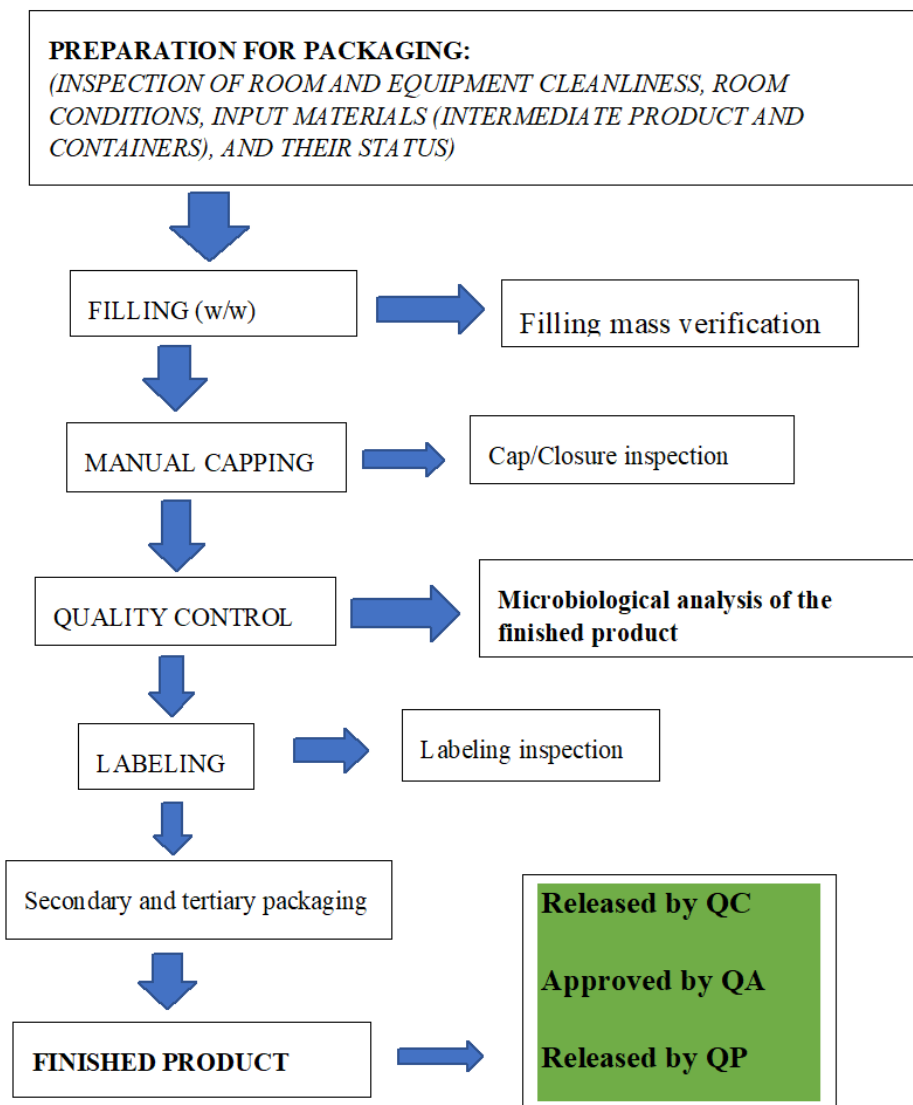 PREPARATION FOR PACKAGING:
(INSPECTION OF ROOM AND EQUIPMENT CLEANLINESS, ROOM
CONDITIONS, INPUT MATERIALS (INTERMEDIATE PRODUCT AND
CONTAINERS), AND THEIR STATUS)
FILLING (w/w)
Filling mass verification
MANUAL CAPPING
Cap/Closure inspection
QUALITY CONTROL
Microbiological analysis of the
finished product
LABELING
Labeling inspection
Secondary and tertiary packaging
FINISHED PRODUCT
Released by QC
Approved by QA
Released by QP